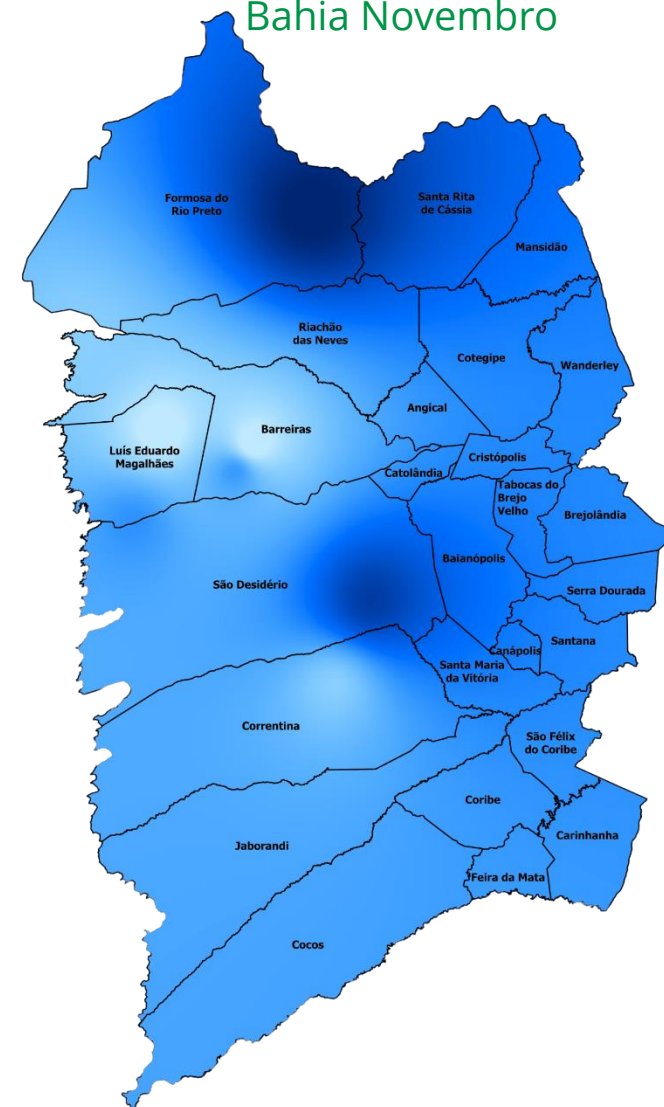 Bahia Novembro
Formosa do
Rio Preto
Santa Rita
de Cássia
Mansidão
Riachão
das Neves
Cotegipe
Wanderley
Angical
Barreiras
Luís Eduardo
Magalhães
Cristópolis
Catolândia
Tabocas do
Brejo
Velho
Brejolândia
Baianópolis
São Desidério
Serra Dourada
Santana
Canápolis
Santa Maria
da Vitória
Correntina
São Félix
do Coribe
Coribe
Carinhanha
Jaborandi
Feira da Mata
Cocos